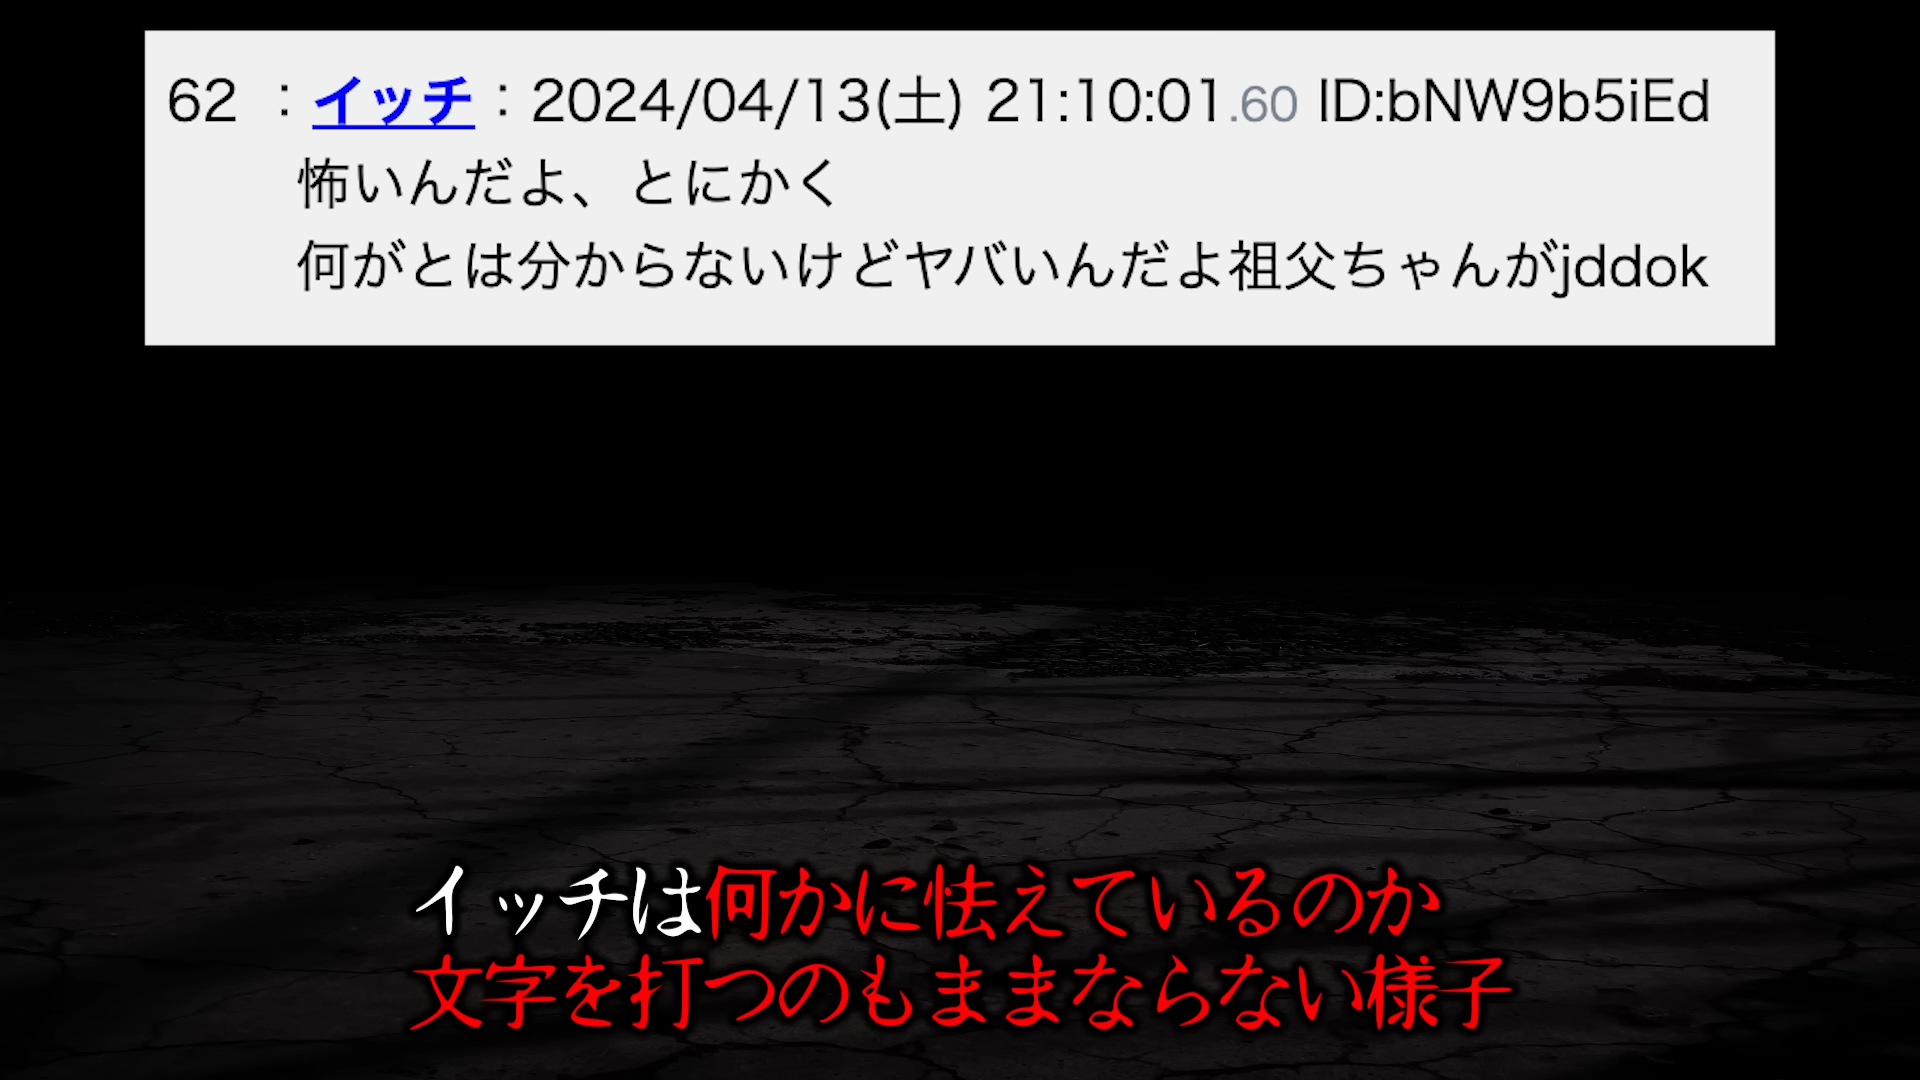 62 ：イッチ：2024/04/13(土) 21:10:01.60 ID:bNW9b5iEd
怖いんだよ、とにかく
何がとは分からないけどヤバいんだよ祖父ちゃんがjddok
イッチは何かに怯えているのか
文字を打つのもままならない様子